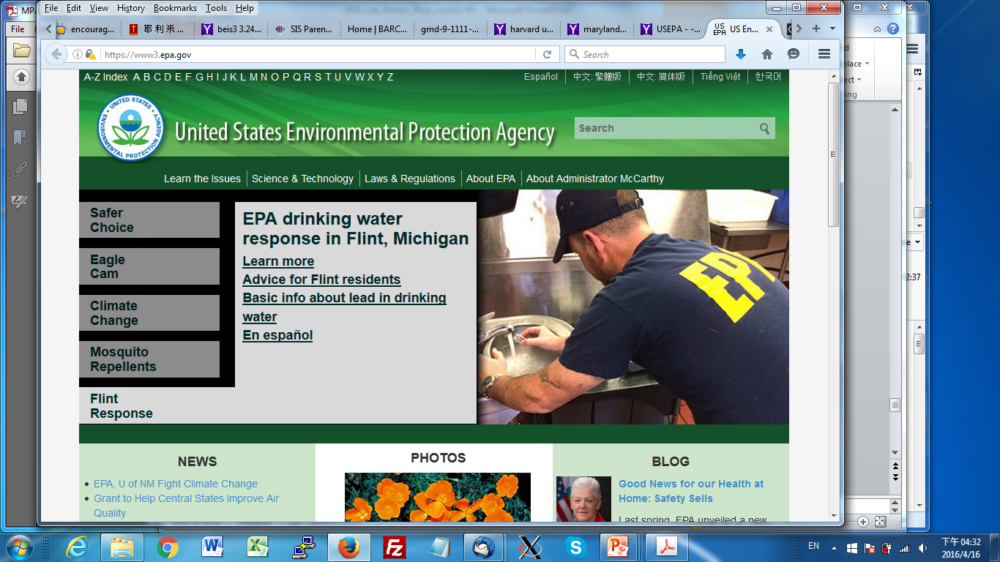 MPA
File
File Edit View History Bookmarks Tools Help
encourag... 耶 利 米 ... beis3 3.24... SIS Paren... Home | BARC... gmd-9-1111-... harvard u... maryland... USEPA - -... US En...
https://www3.epa.gov
Search
A-Z Index A B C D E F G H I J K L M N O P Q R S T U V W X Y Z
Español 中文: 繁體版 中文: 简体版 Tiếng Việt 한국어
UNITED STATES
ENVIRONMENTAL PROTECTION AGENCY
United States Environmental Protection Agency
Search
Learn the Issues Science & Technology Laws & Regulations About EPA About Administrator McCarthy
Safer
Choice
Eagle
Cam
Climate
Change
Mosquito
Repellents
Flint
Response
EPA drinking water
response in Flint, Michigan
Learn more
Advice for Flint residents
Basic info about lead in drinking
water
En español
EPA
NEWS
EPA, U of NM Fight Climate Change
Grant to Help Central States Improve Air
Quality
PHOTOS
BLOG
Good News for our Health at
Home: Safety Sells
Last spring, EPA unveiled a new
2:37
EN
下午 04:32
2016/4/16